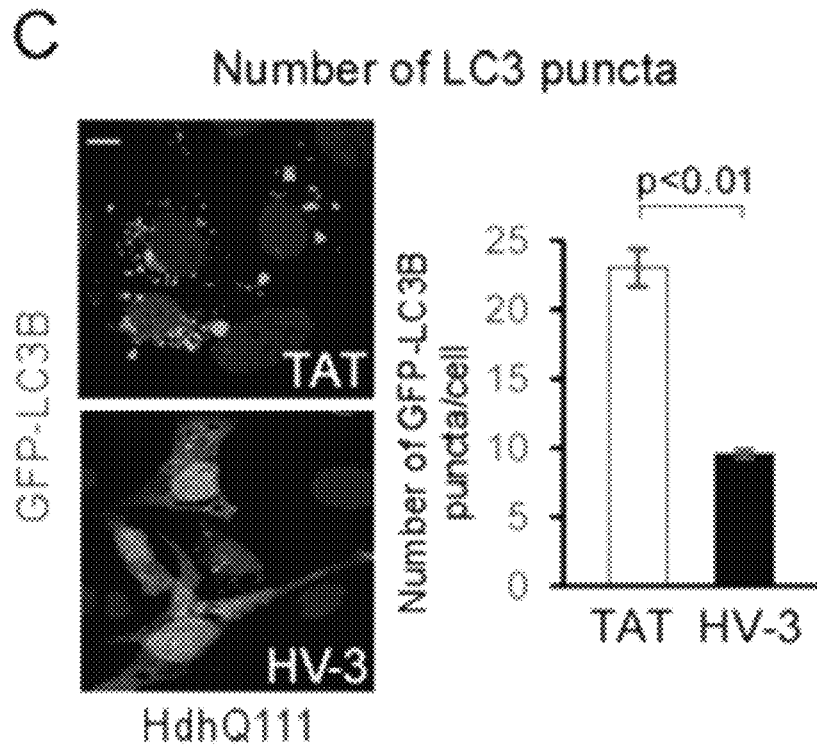 C
Number of LC3 puncta
GFP-LC3B
TAT
HV-3
HdhQ111
Number of GFP-LC3B
puncta/cell
p<0.01
25
20
15
10
5
0
TAT HV-3